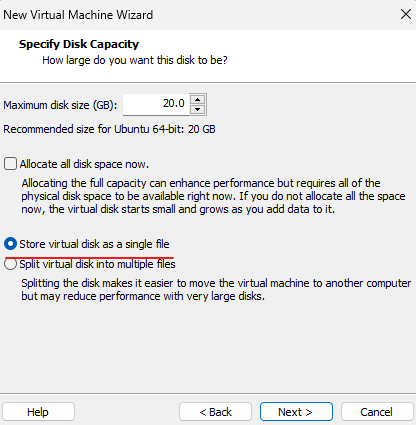 New Virtual Machine Wizard
Specify Disk Capacity
How large do you want this disk to be?
Maximum disk size (GB): 20.0
Recommended size for Ubuntu 64-bit: 20 GB
Allocate all disk space now.
Allocating the full capacity can enhance performance but requires all of the
physical disk space to be available right now. If you do not allocate all the space
now, the virtual disk starts small and grows as you add data to it.
Store virtual disk as a single file
Split virtual disk into multiple files
Splitting the disk makes it easier to move the virtual machine to another computer
but may reduce performance with very large disks.
Help < Back Next > Cancel